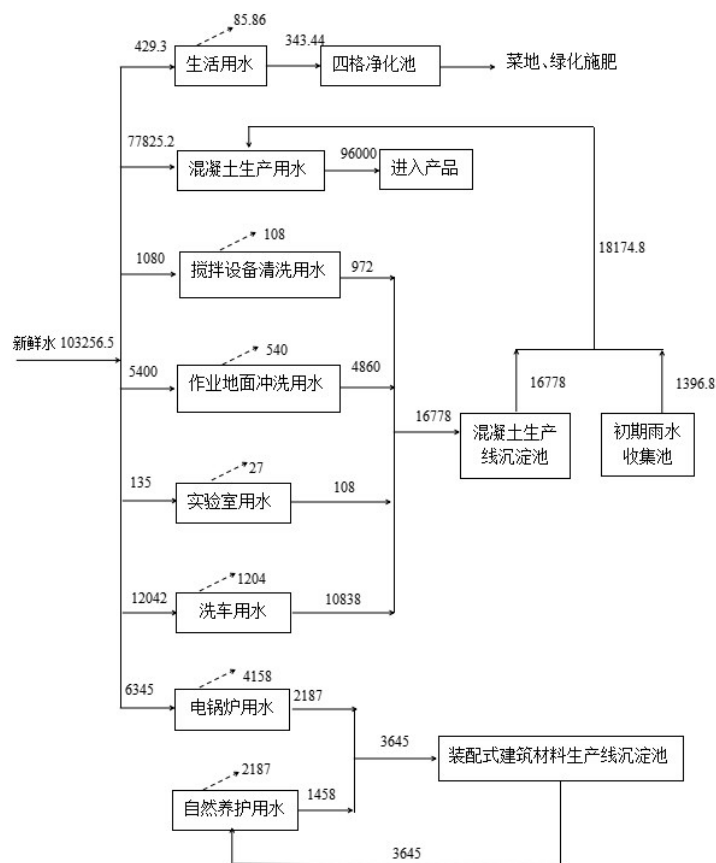 85.86
429.3
生活用水
343.44
四格净化池
菜地、绿化施肥
77825.2
混凝土生产用水
96000
进入产品
18174.8
108
1080
搅拌设备清洗用水
972
新鲜水 103256.5
540
5400
作业地面冲洗用水
4860
16778
16778
1396.8
混凝土生产
线沉淀池
初期雨水
收集池
27
135
实验室用水
108
1204
12042
洗车用水
10838
4158
6345
电锅炉用水
2187
3645
装配式建筑材料生产线沉淀池
2187
自然养护用水
1458
3645